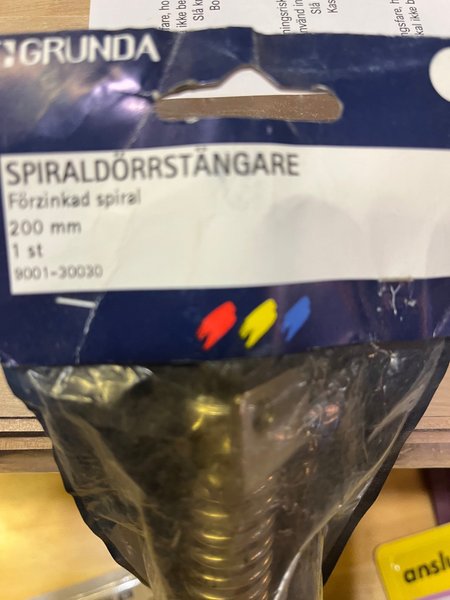 GRUNDA
SPIRALDÖRRSTÄNGARE
Förzinkad spiral
200 mm
1 st
9001-30030